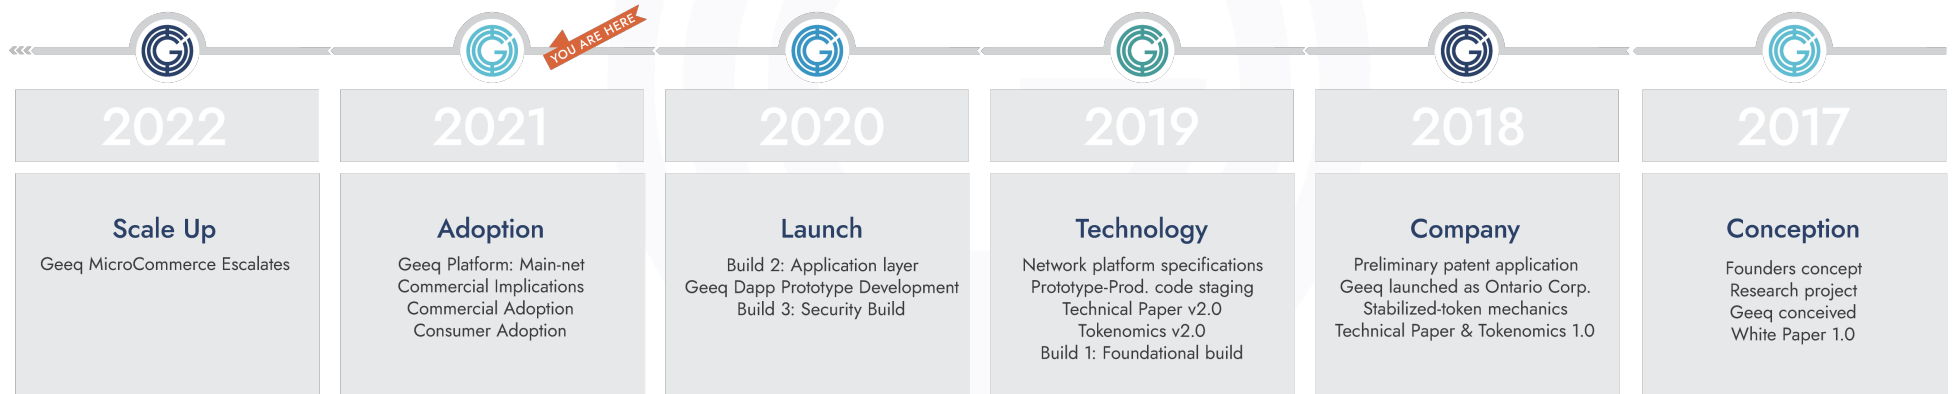 YOU ARE HERE
2022
Scale Up
Geeq MicroCommerce Escalates
2021
Adoption
Geeq Platform: Main-net
Commercial Implications
Commercial Adoption
Consumer Adoption
2020
Launch
Build 2: Application layer
Geeq Dapp Prototype Development
Build 3: Security Build
2019
Technology
Network platform specifications
Prototype-Prod. code staging
Technical Paper v2.0
Tokenomics v2.0
Build 1: Foundational build
2018
Company
Preliminary patent application
Geeq launched as Ontario Corp.
Stabilized-token mechanics
Technical Paper & Tokenomics 1.0
2017
Conception
Founders concept
Research project
Geeq conceived
White Paper 1.0